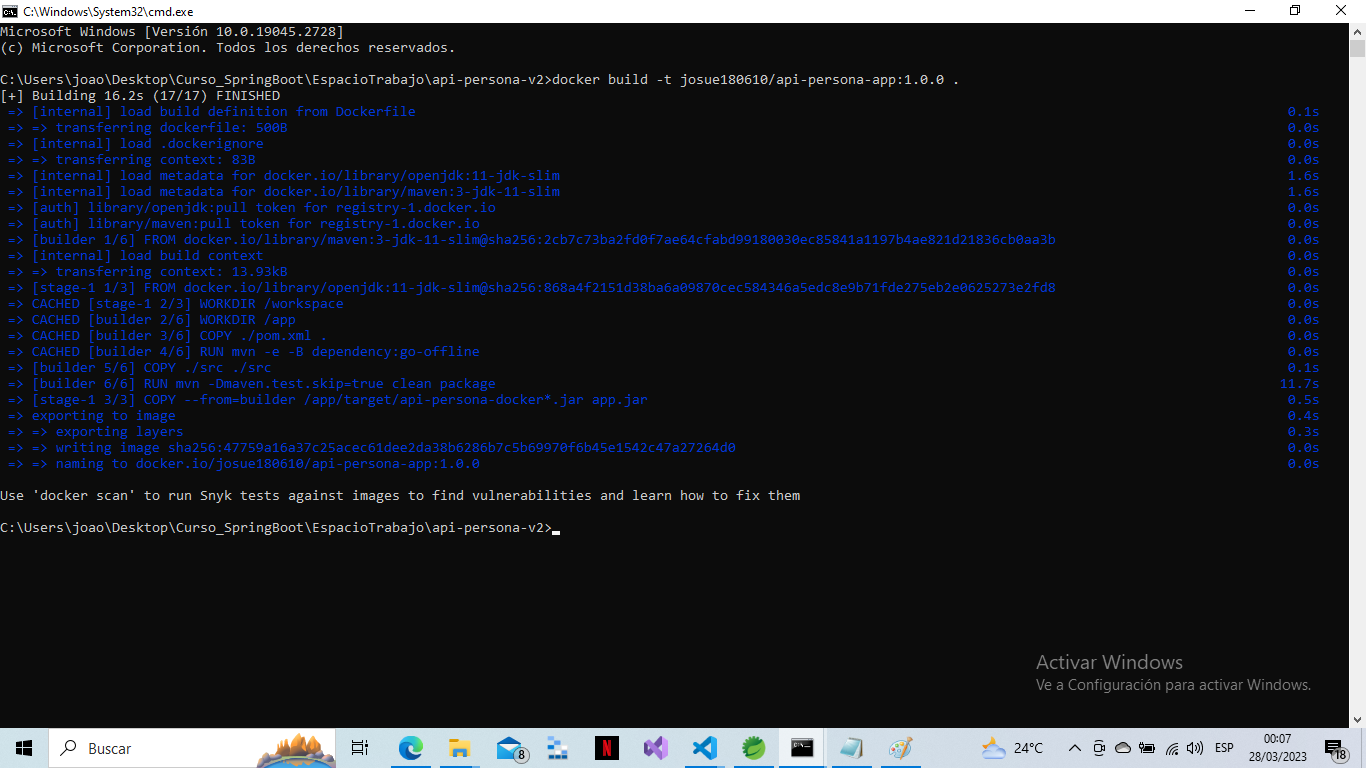 C:\Windows\System32\cmd.exe
Microsoft Windows [Versión 10.0.19045.2728]
(c) Microsoft Corporation. Todos los derechos reservados.
C:\Users\joao\Desktop\Curso_SpringBoot\EspacioTrabajo\api-persona-v2>docker build -t josue180610/api-persona-app:1.0.0 .
[+] Building 16.2s (17/17) FINISHED
=> [internal] load build definition from Dockerfile 0.1s
=> => transferring dockerfile: 500B 0.0s
=> [internal] load .dockerignore 0.0s
=> => transferring context: 83B 0.0s
=> [internal] load metadata for docker.io/library/openjdk:11-jdk-slim 1.6s
=> [internal] load metadata for docker.io/library/maven:3-jdk-11-slim 1.6s
=> [auth] library/openjdk:pull token for registry-1.docker.io 0.0s
=> [auth] library/maven:pull token for registry-1.docker.io 0.0s
=> [builder 1/6] FROM docker.io/library/maven:3-jdk-11-slim@sha256:2cb7c73ba2fd0f7ae64cfabd99180030ec85841a1197b4ae821d21836cb0aa3b 0.0s
=> [internal] load build context 0.0s
=> => transferring context: 13.93kB 0.0s
=> [stage-1 1/3] FROM docker.io/library/openjdk:11-jdk-slim@sha256:868a4f2151d38ba6a09870cec584346a5edc8e9b71fde275eb2e0625273e2fd8 0.0s
=> CACHED [stage-1 2/3] WORKDIR /workspace 0.0s
=> CACHED [builder 2/6] WORKDIR /app 0.0s
=> CACHED [builder 3/6] COPY ./pom.xml . 0.0s
=> CACHED [builder 4/6] RUN mvn -e -B dependency:go-offline 0.0s
=> [builder 5/6] COPY ./src ./src 0.1s
=> [builder 6/6] RUN mvn -Dmaven.test.skip=true clean package 11.7s
=> [stage-1 3/3] COPY --from=builder /app/target/api-persona-docker*.jar app.jar 0.5s
=> exporting to image 0.4s
=> => exporting layers 0.3s
=> => writing image sha256:47759a16a37c25acec61dee2da38b6286b7c5b69970f6b45e1542c47a27264d0 0.0s
=> => naming to docker.io/josue180610/api-persona-app:1.0.0 0.0s
Use 'docker scan' to run Snyk tests against images to find vulnerabilities and learn how to fix them
C:\Users\joao\Desktop\Curso_SpringBoot\EspacioTrabajo\api-persona-v2>
Activar Windows
Ve a Configuración para activar Windows.
Buscar
8
N
24°C
ESP
00:07
28/03/2023
18